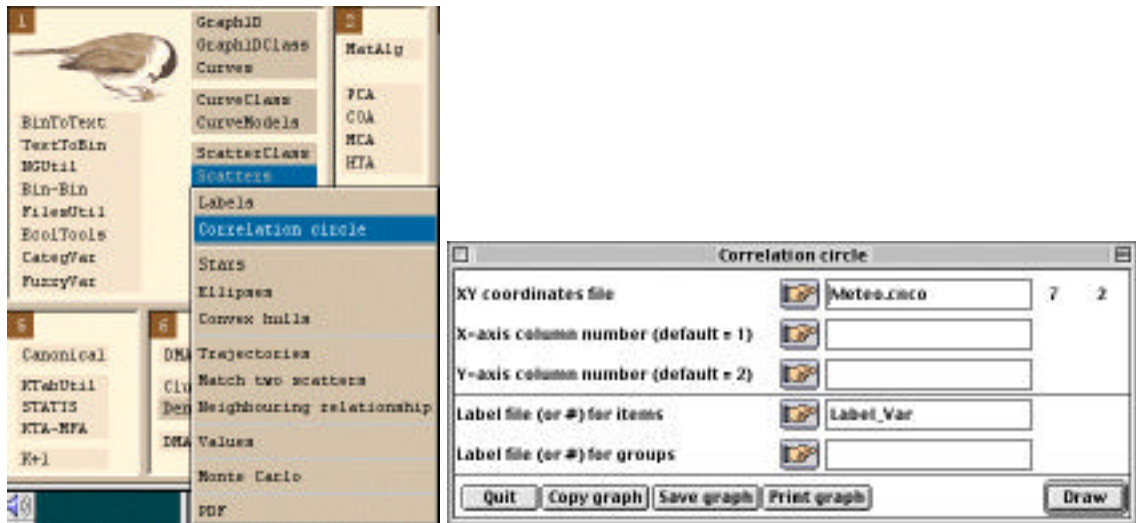 1
Graph1D
Graph1DClass
Curves
CurveClass
CurveModels
ScatterClass
Scatters
BinToText
TextToBin
NGUtil
Bin-Bin
FilesUtil
EcolTools
CategVar
FuzzyVar
2
MatAlg
PCA
COA
MCA
HTA
Labels
Correlation circle
Stars
Ellipses
Convex hulls
Trajectories
Match two scatters
Neighbouring relationship
Values
Monte Carlo
PDF
5
Canonical
KTabUtil
STATIS
KTA-MFA
K+1
6
DMA
Clu
Den
DMA
Correlation circle
XY coordinates file Meteo.cnco 7 2
X-axis column number (default = 1)
Y-axis column number (default = 2)
Label file (or #) for items Label_Var
Label file (or #) for groups
Quit Copy graph Save graph Print graph Draw